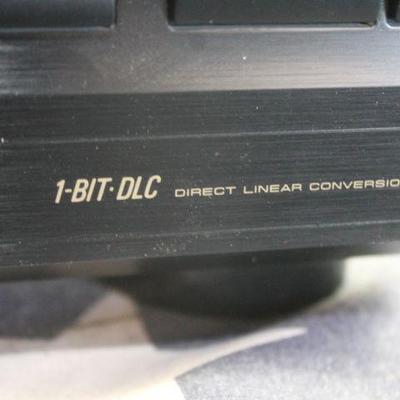 1-BIT·DLC DIRECT LINEAR CONVERSIO